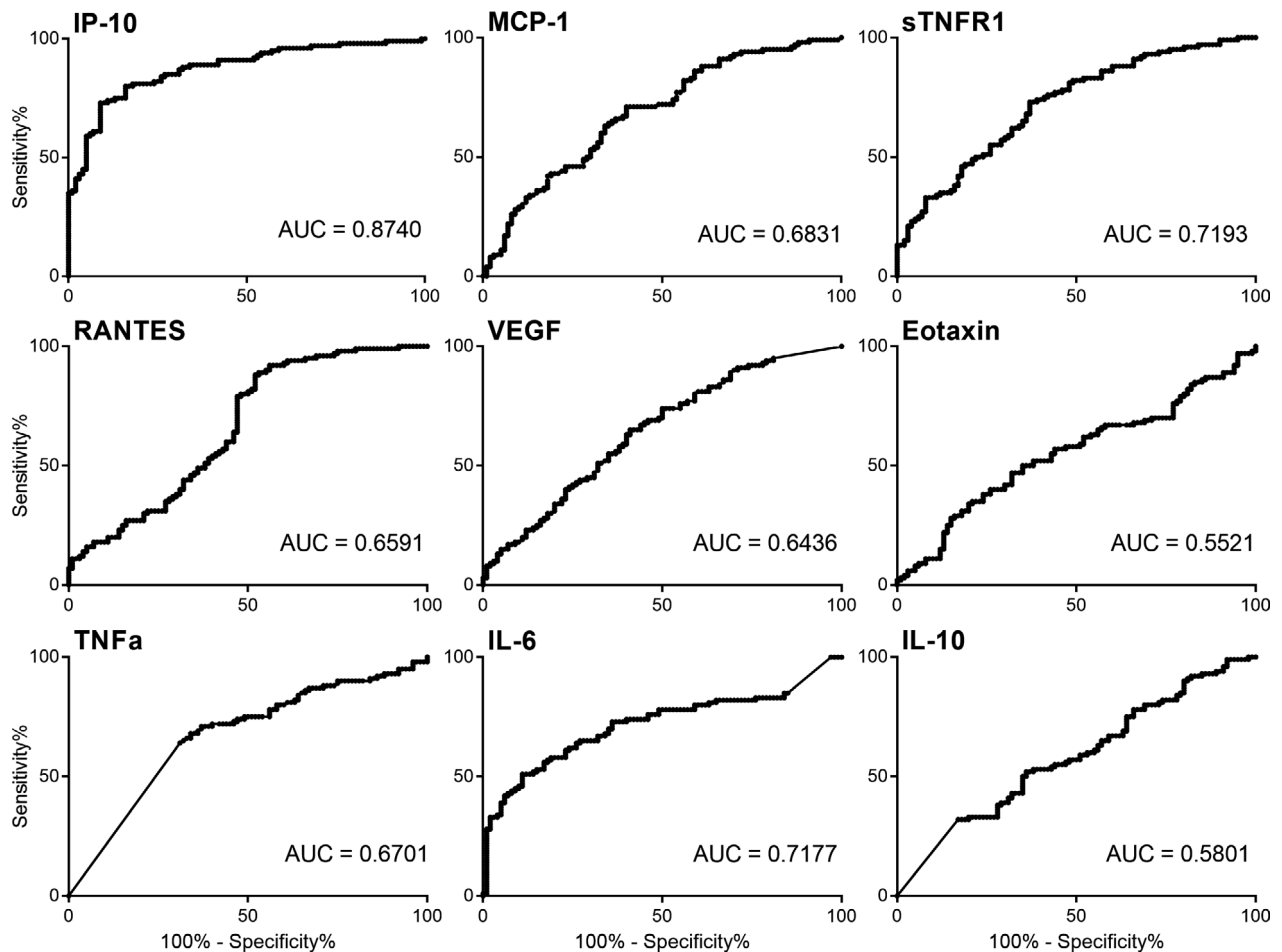 IP-10
MCP-1
sTNFR1
100
50
0
Sensitivity%
AUC = 0.8740
0
50
100
100
50
0
AUC = 0.6831
0
50
100
100
50
0
AUC = 0.7193
0
50
100
RANTES
VEGF
Eotaxin
100
50
0
Sensitivity%
AUC = 0.6591
0
50
100
100
50
0
AUC = 0.6436
0
50
100
100
50
0
AUC = 0.5521
0
50
100
TNFa
IL-6
IL-10
100
50
0
Sensitivity%
AUC = 0.6701
0
50
100
100% - Specificity%
100
50
0
AUC = 0.7177
0
50
100
100% - Specificity%
100
50
0
AUC = 0.5801
0
50
100
100% - Specificity%